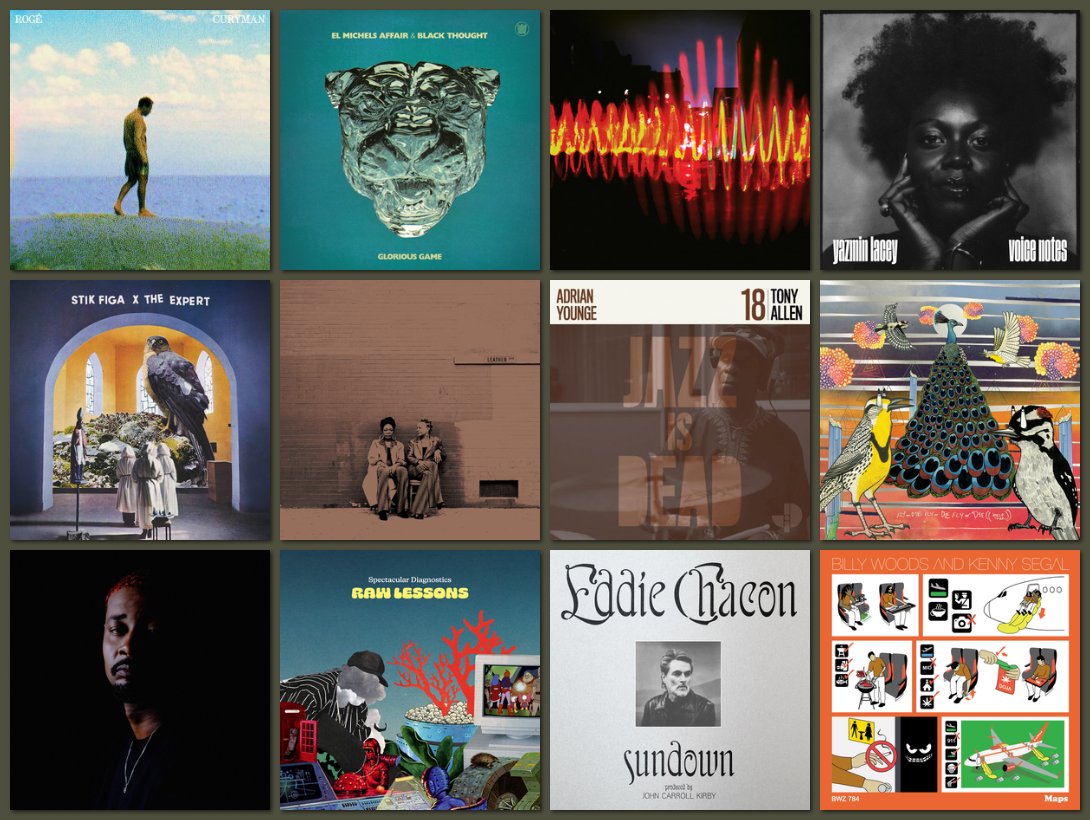 ROGÊ
CURYMAN
EL MICHELS AFFAIR & BLACK THOUGHT
GLORIOUS GAME
yazmin lacey
voice notes
STIK FIGA X THE EXPERT
LEATHER
ADRIAN
YOUNGE
18
TONY
ALLEN
JAZZ
IS
DEAD
Spectacular Diagnostics
RAW LESSONS
Eddie Chacon
sundown
produced by
JOHN CARROLL KIRBY
BILLY WOODS AND KENNY SEGAL
BWZ 784
Maps